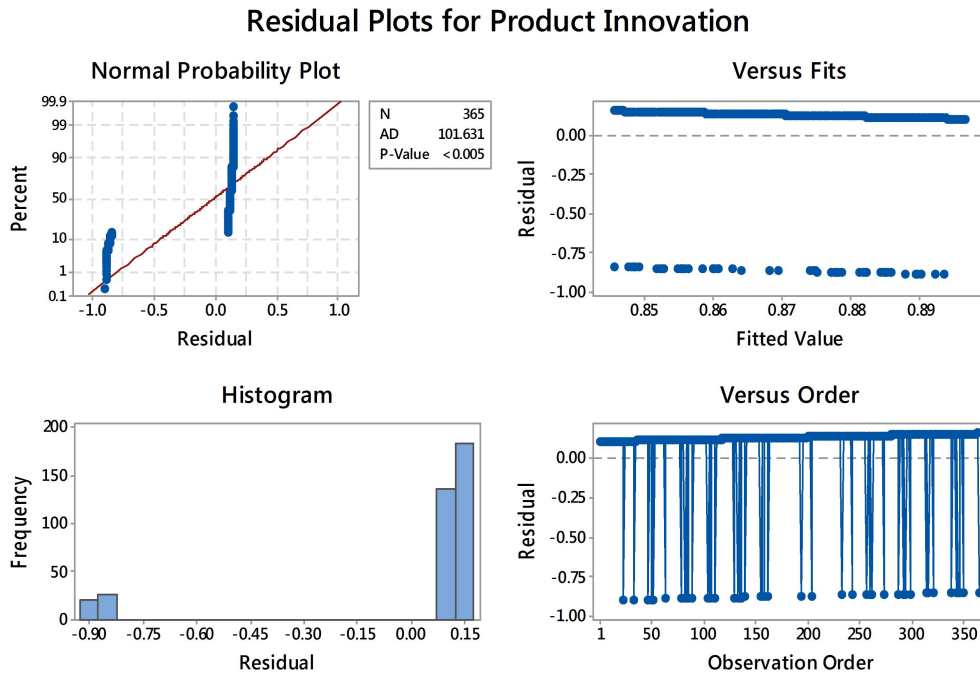 Residual Plots for Product Innovation
Normal Probability Plot
Percent
99.9
99
90
50
10
1
0.1
-1.0 -0.5 0.0 0.5 1.0
Residual
N 365
AD 101.631
P-Value <0.005
Versus Fits
Residual
0.00
-0.25
-0.50
-0.75
-1.00
0.85 0.86 0.87 0.88 0.89
Fitted Value
Histogram
Frequency
200
150
100
50
0
-0.90 -0.75 -0.60 -0.45 -0.30 -0.15 0.00 0.15
Residual
Versus Order
Residual
0.00
-0.25
-0.50
-0.75
-1.00
1 50 100 150 200 250 300 350
Observation Order